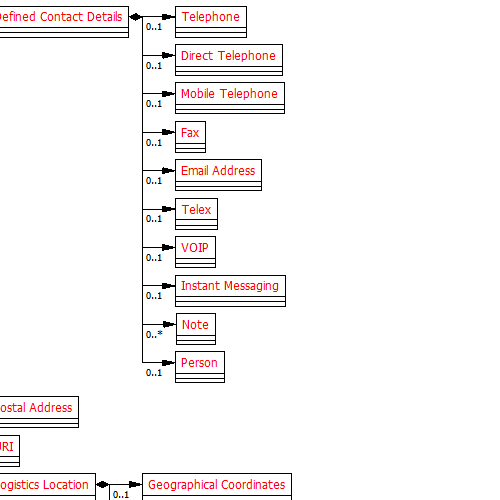 Defined Contact Details
Telephone
0..1
Direct Telephone
0..1
Mobile Telephone
0..1
Fax
0..1
Email Address
0..1
Telex
0..1
VOIP
0..1
Instant Messaging
0..1
Note
0..*
Person
0..1
ostal Address
URI
ogistics Location
Geographical Coordinates
0..1